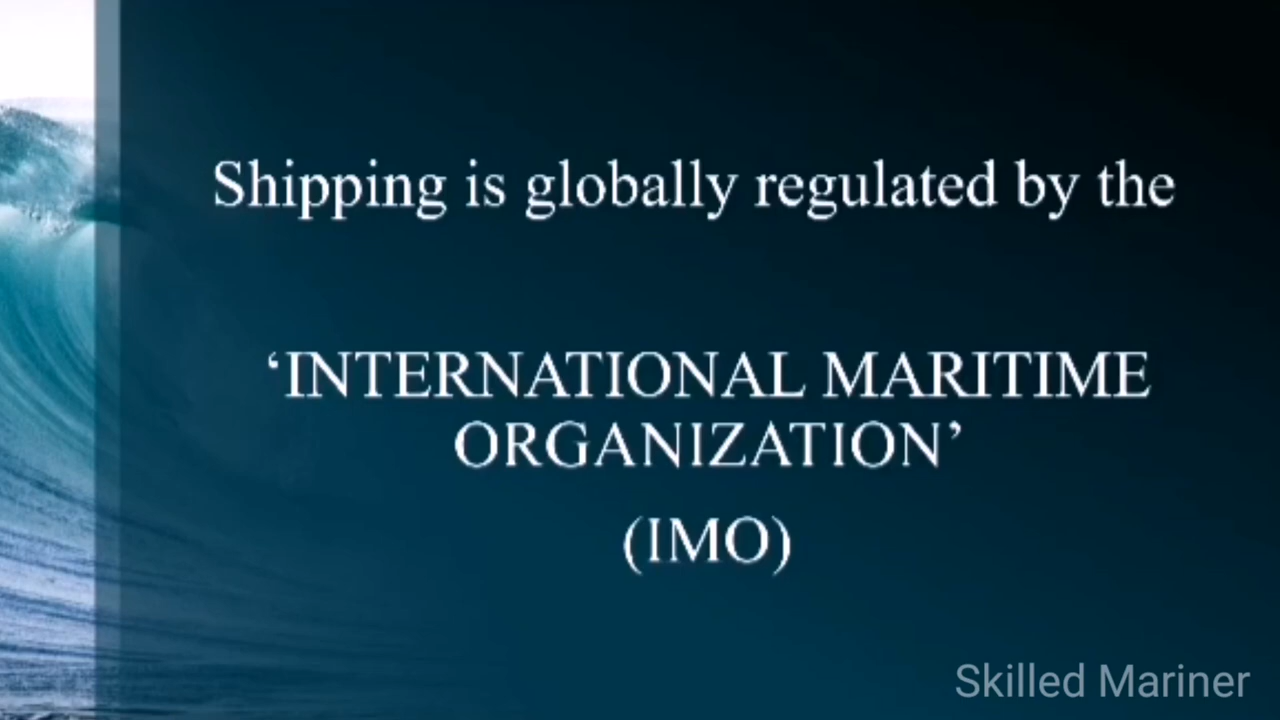 Shipping is globally regulated by the
‘INTERNATIONAL MARITIME
ORGANIZATION’
(IMO)
Skilled Mariner